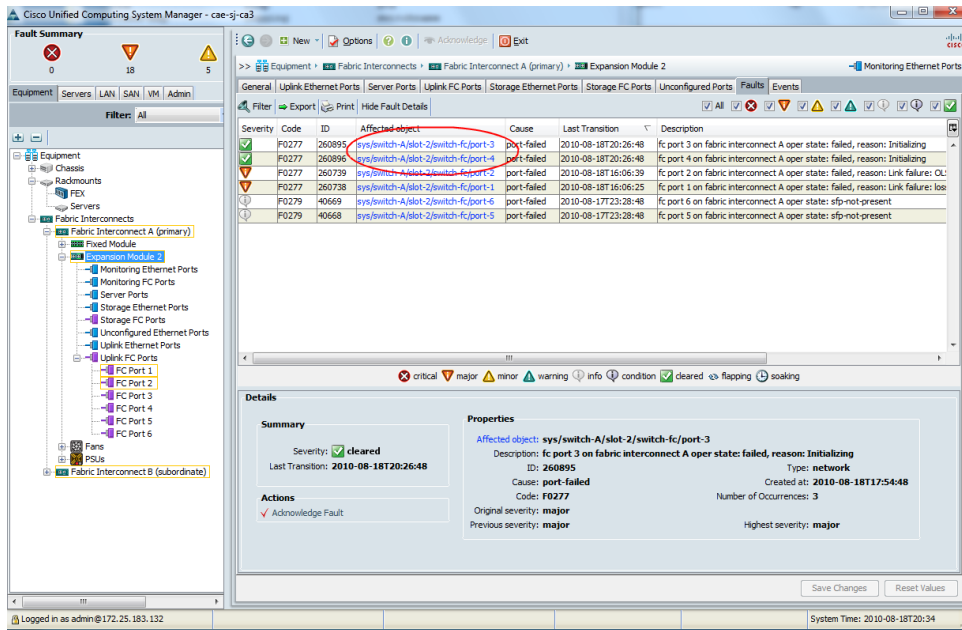 Cisco Unified Computing System Manager - cae-sj-ca3
Fault Summary
0 18 5
New Options Acknowledge Exit
>> Equipment Fabric Interconnects Fabric Interconnect A (primary) Expansion Module 2 Monitoring Ethernet Ports
Equipment Servers LAN SAN VM Admin
Filter: All
General Uplink Ethernet Ports Server Ports Uplink FC Ports Storage Ethernet Ports Storage FC Ports Unconfigured Ports Faults Events
Filter Export Print Hide Fault Details All
Severity Code ID Affected object Cause Last Transition Description
F0277 260895 sys/switch-A/slot-2/switch-fc/port-3 port-failed 2010-08-18T20:26:48 fc port 3 on fabric interconnect A oper state: failed, reason: Initializing
F0277 260896 sys/switch-A/slot-2/switch-fc/port-4 port-failed 2010-08-18T20:26:48 fc port 4 on fabric interconnect A oper state: failed, reason: Initializing
F0277 260739 sys/switch-A/slot-2/switch-fc/port-2 port-failed 2010-08-18T16:06:39 fc port 2 on fabric interconnect A oper state: failed, reason: Link failure: OL
F0277 260738 sys/switch-A/slot-2/switch-fc/port-1 port-failed 2010-08-18T16:06:25 fc port 1 on fabric interconnect A oper state: failed, reason: Link failure: los
F0279 40669 sys/switch-A/slot-2/switch-fc/port-6 port-failed 2010-08-17T23:28:48 fc port 6 on fabric interconnect A oper state: sfp-not-present
F0279 40668 sys/switch-A/slot-2/switch-fc/port-5 port-failed 2010-08-17T23:28:48 fc port 5 on fabric interconnect A oper state: sfp-not-present
Equipment
Chassis
Rackmounts
FEX
Servers
Fabric Interconnects
Fabric Interconnect A (primary)
Fixed Module
Expansion Module 2
Monitoring Ethernet Ports
Monitoring FC Ports
Server Ports
Storage Ethernet Ports
Storage FC Ports
Unconfigured Ethernet Ports
Uplink Ethernet Ports
Uplink FC Ports
FC Port 1
FC Port 2
FC Port 3
FC Port 4
FC Port 5
FC Port 6
Fans
PSUs
Fabric Interconnect B (subordinate)
critical major minor warning info condition cleared flapping soaking
Details
Summary
Severity: cleared
Last Transition: 2010-08-18T20:26:48
Actions
Acknowledge Fault
Properties
Affected object: sys/switch-A/slot-2/switch-fc/port-3
Description: fc port 3 on fabric interconnect A oper state: failed, reason: Initializing
ID: 260895 Type: network
Cause: port-failed Created at: 2010-08-18T17:54:48
Code: F0277 Number of Occurrences: 3
Original severity: major
Previous severity: major Highest severity: major
Save Changes Reset Values
Logged in as admin@172.25.183.132 System Time: 2010-08-18T20:34